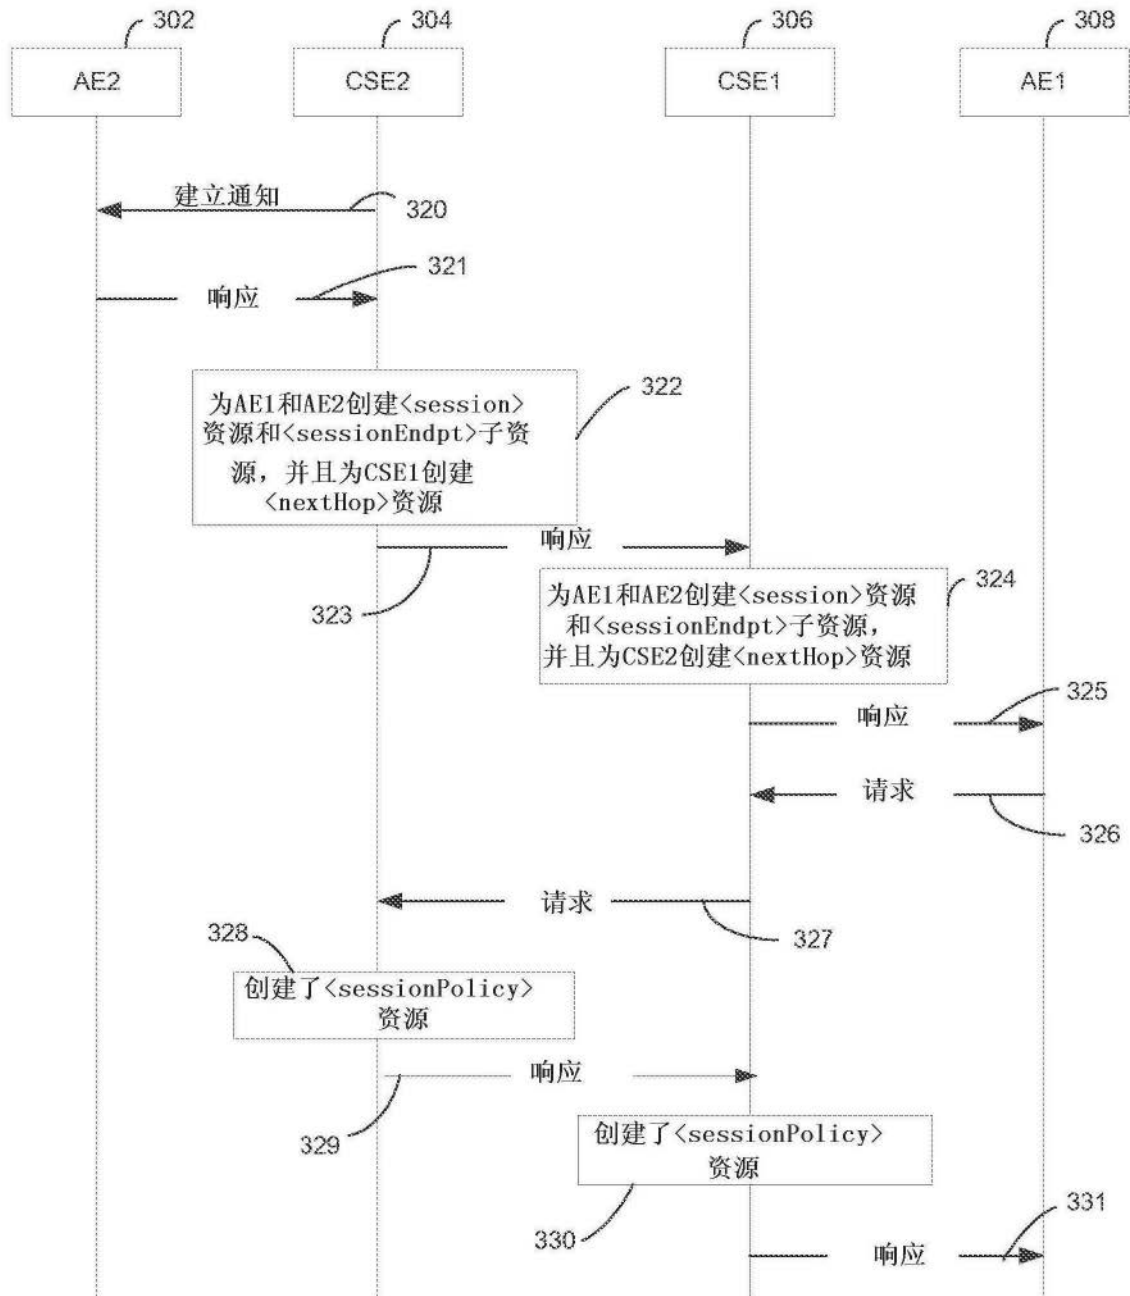 302
304
306
308
AE2
CSE2
CSE1
AE1
建立通知
320
321
响应
322
为AE1和AE2创建<session>
资源和<sessionEndpt>子资
源，并且为CSE1创建
<nextHop>资源
响应
323
324
为AE1和AE2创建<session>资源
和<sessionEndpt>子资源，
并且为CSE2创建<nextHop>资源
325
响应
请求
326
请求
327
328
创建了<sessionPolicy>
资源
响应
329
创建了<sessionPolicy>
资源
330
331
响应